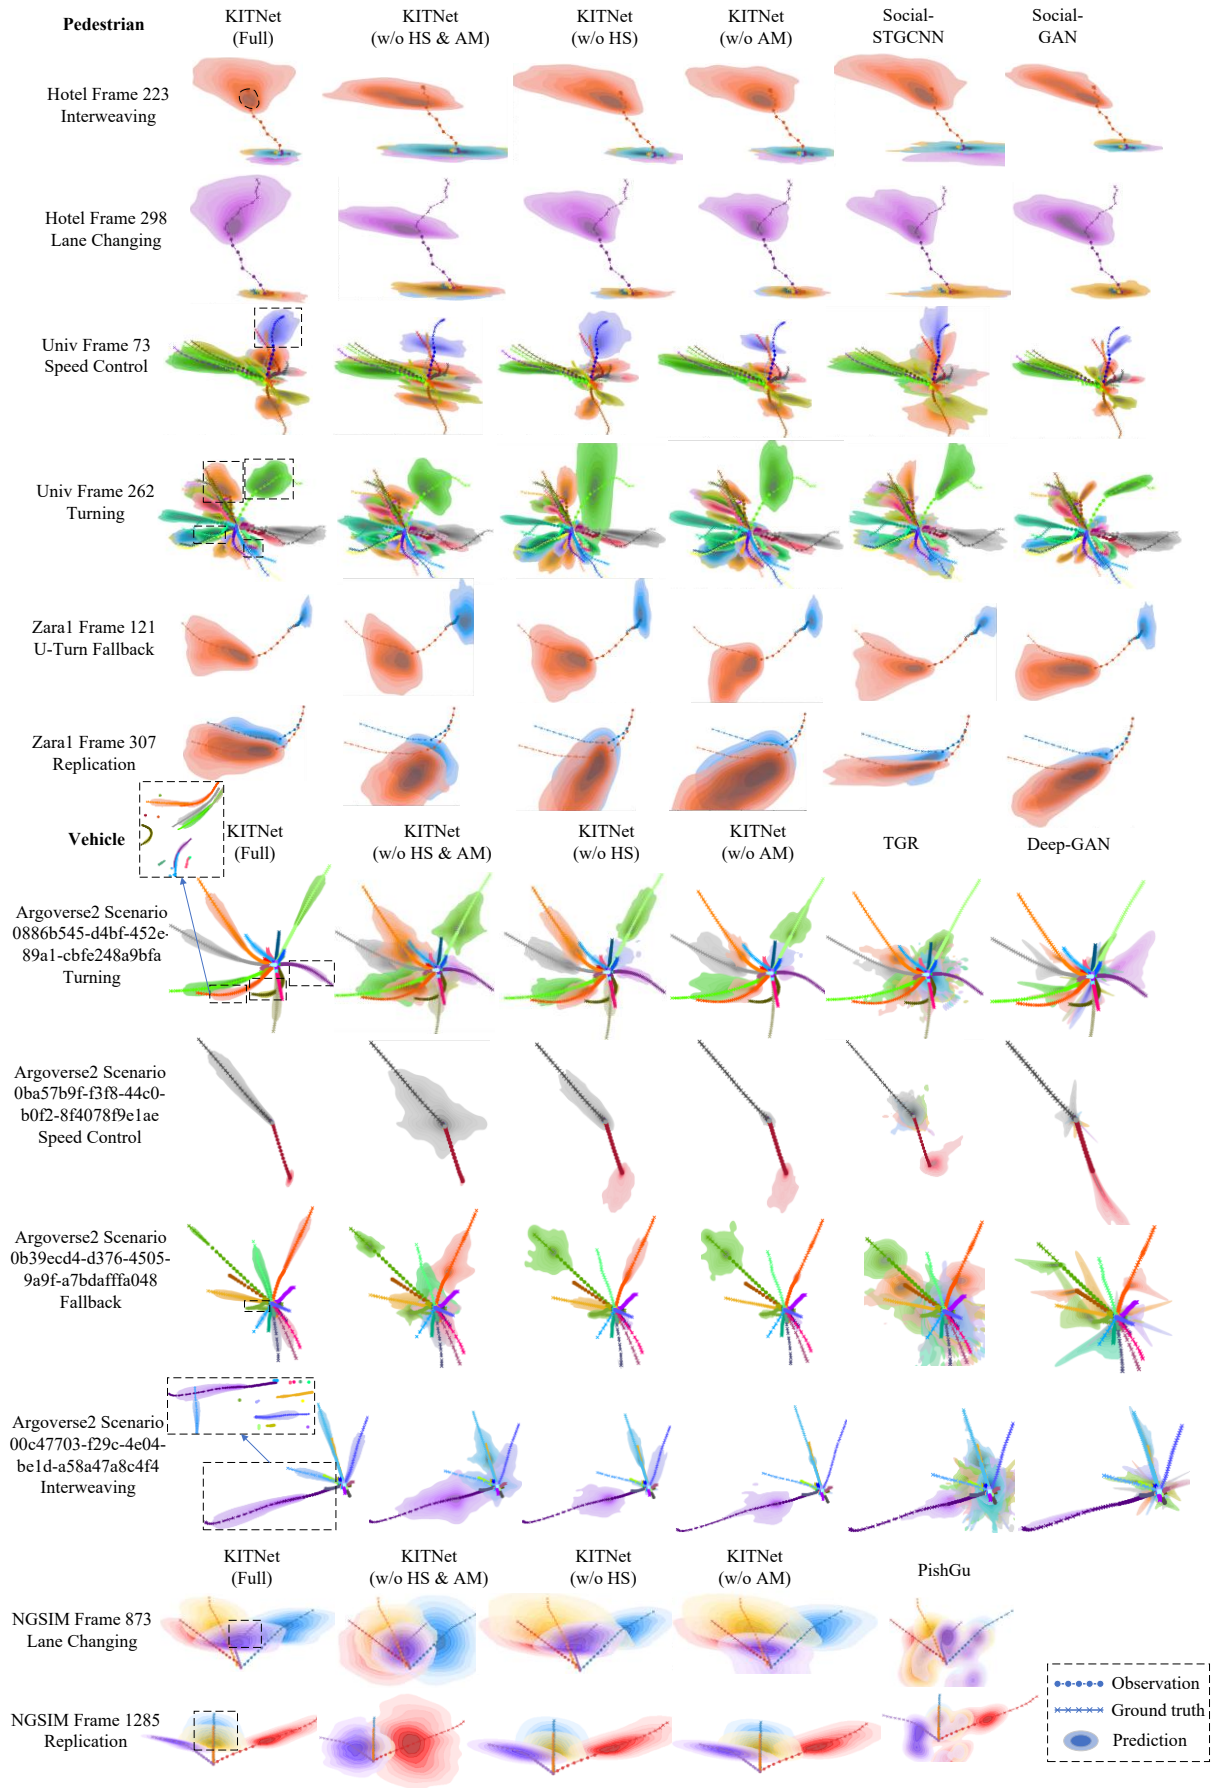 Pedestrian
KITNet
(Full)
KITNet
(w/o HS & AM)
KITNet
(w/o HS)
KITNet
(w/o AM)
Social-
STGCNN
Social-
GAN
Hotel Frame 223
Interweaving
Hotel Frame 298
Lane Changing
Univ Frame 73
Speed Control
Univ Frame 262
Turning
Zara1 Frame 121
U-Turn Fallback
Zara1 Frame 307
Replication
Vehicle
KITNet
(Full)
KITNet
(w/o HS & AM)
KITNet
(w/o HS)
KITNet
(w/o AM)
TGR
Deep-GAN
Argoverse2 Scenario
0886b545-d4bf-452e-
89a1-cbfe248a9bfa
Turning
Argoverse2 Scenario
0ba57b9f-f3f8-44c0-
b0f2-8f4078f9e1ae
Speed Control
Argoverse2 Scenario
0b39ecd4-d376-4505-
9a9f-a7bdafffa048
Fallback
Argoverse2 Scenario
00c47703-f29c-4e04-
be1d-a58a47a8c4f4
Interweaving
KITNet
(Full)
KITNet
(w/o HS & AM)
KITNet
(w/o HS)
KITNet
(w/o AM)
PishGu
NGSIM Frame 873
Lane Changing
NGSIM Frame 1285
Replication
Observation
Ground truth
Prediction